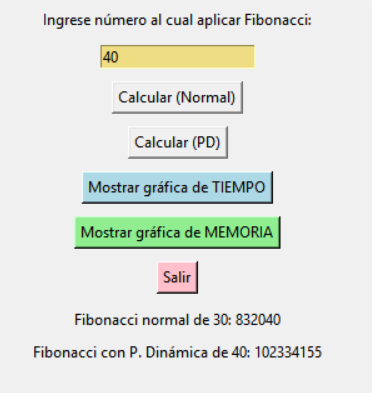 Ingrese número al cual aplicar Fibonacci:
40
Calcular (Normal)
Calcular (PD)
Mostrar gráfica de TIEMPO
Mostrar gráfica de MEMORIA
Salir
Fibonacci normal de 30: 832040
Fibonacci con P. Dinámica de 40: 102334155